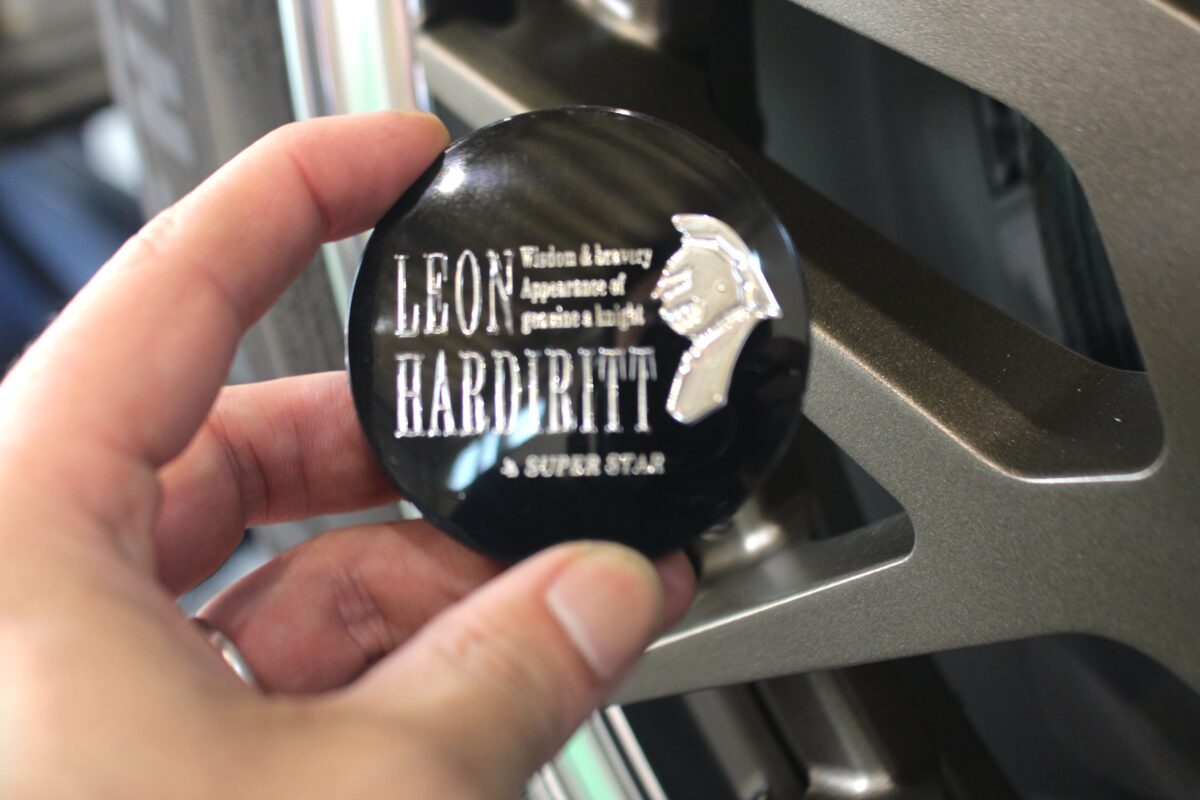 LEON
Wisdom & bravery
Appearance of
genuine a knight
HARDIRITT
A SUPER STAR